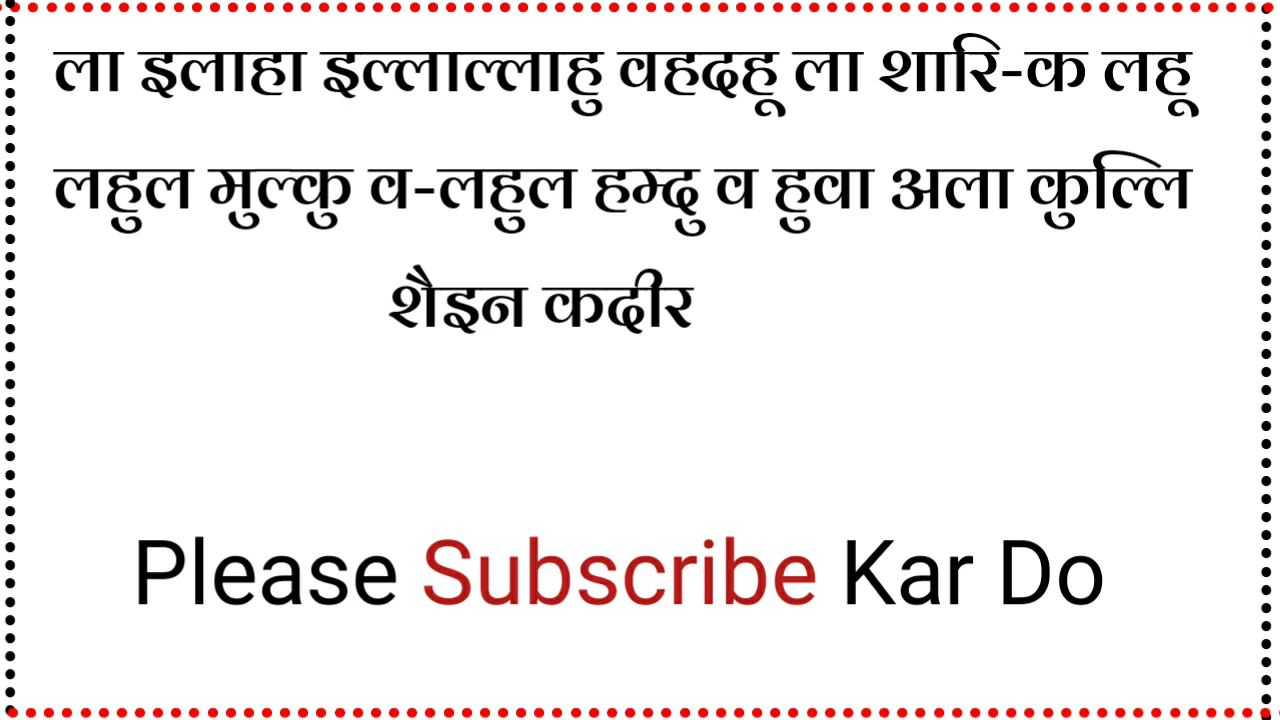 ला इलाहा इल्लाल्लाहु वहदहू ला शारि-क लहू
लहुल मुल्कु व-लहुल हम्दु व हुवा अला कुल्लि
शैइन कदीर
Please Subscribe Kar Do